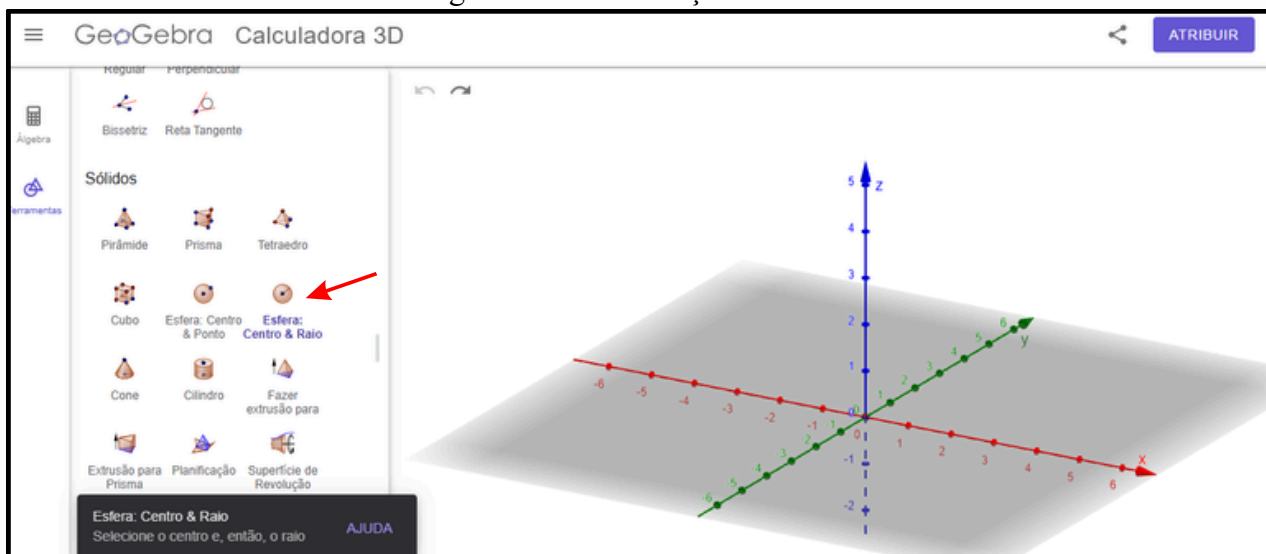 GeoGebra Calculadora 3D
ATRIBUIR
Regular Perpendicular
Álgebra
Bissetriz Reta Tangente
Sólidos
erramentas
Pirâmide Prisma Tetraedro
Cubo Esfera: Centro & Ponto Esfera: Centro & Raio
Cone Cilindro Fazer extrusão para
Extrusão para Prisma Planificação Superfície de Revolução
Esfera: Centro & Raio
Selecione o centro e, então, o raio
AJUDA
5 z
4
3
2
1
0
-1
-2
-6 -5 -4 -3 -2 -1 0 1 2 3 4 5 6 x
-6 -5 -4 -3 -2 -1 0 1 2 3 4 5 6 y